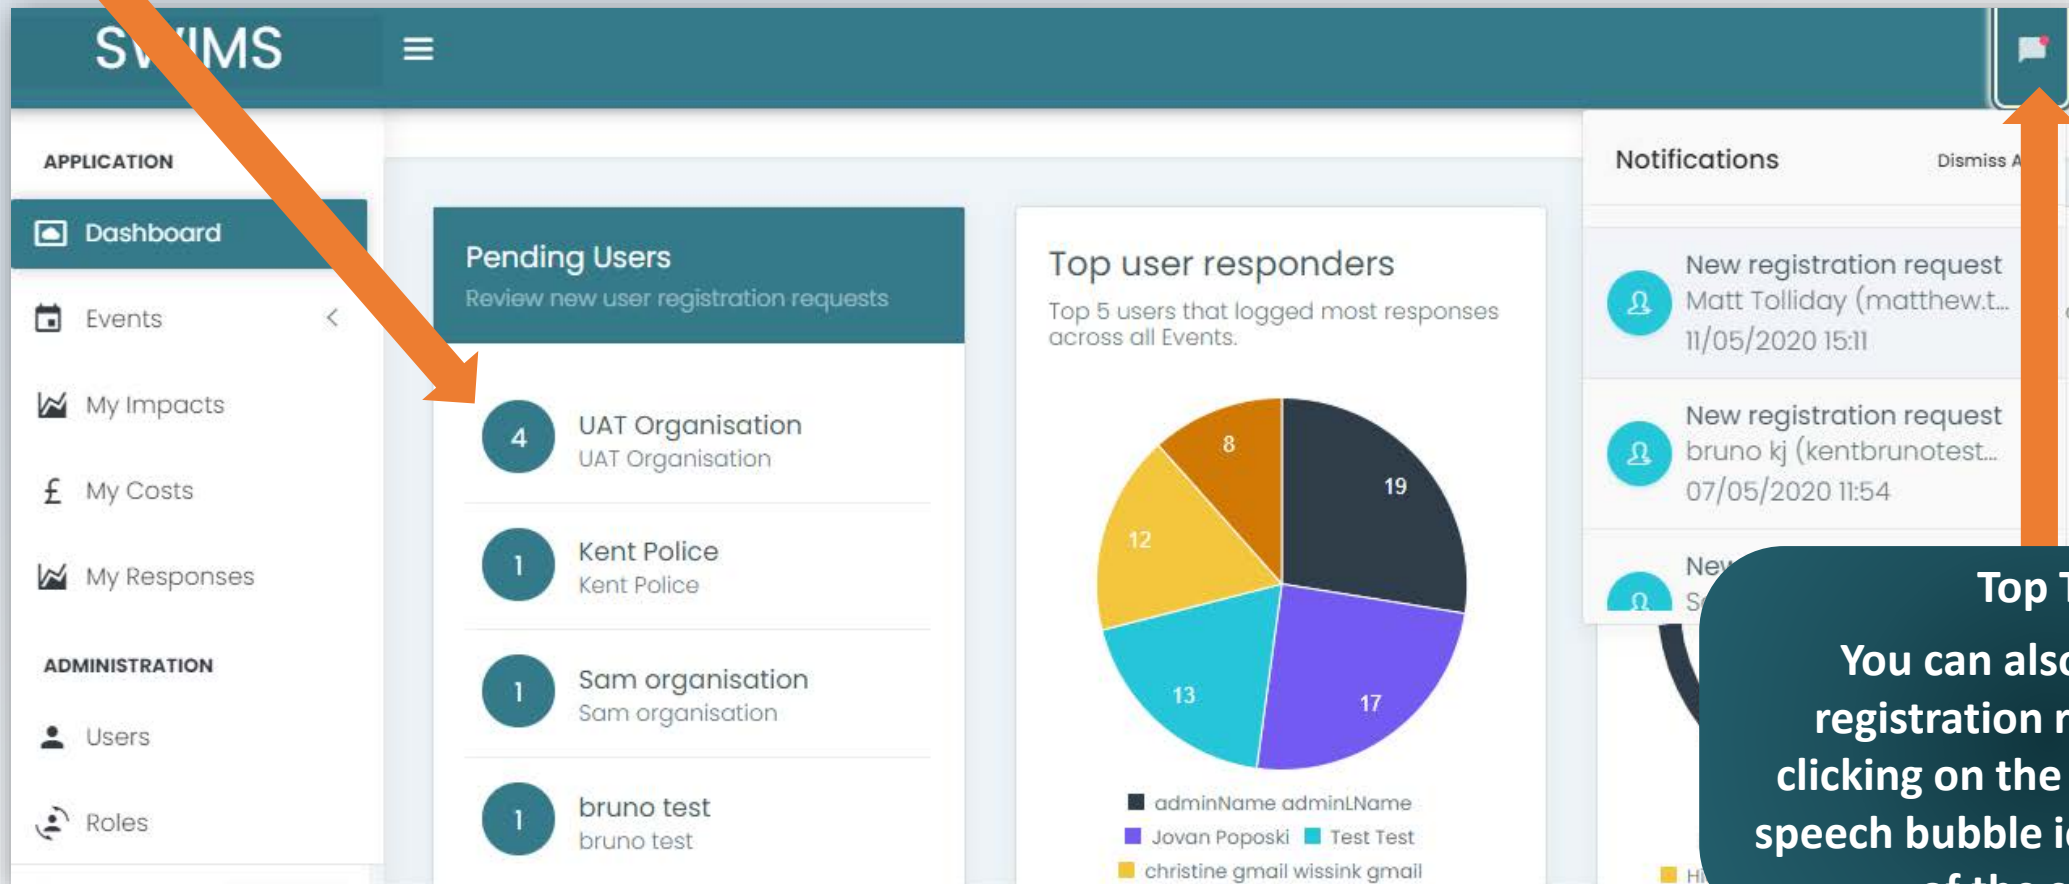 SWIMS
APPLICATION
Dashboard
Events
My Impacts
£ My Costs
My Responses
ADMINISTRATION
Users
Roles
Pending Users
Review new user registration requests
4
UAT Organisation
UAT Organisation
1
Kent Police
Kent Police
1
Sam organisation
Sam organisation
1
bruno test
bruno test
Top user responders
Top 5 users that logged most responses
across all Events.
8
19
12
13
17
adminName adminLName
Jovan Poposki Test Test
christine gmail wissink gmail
Notifications
Dismiss
New registration request
Matt Tolliday (matthew.t...
11/05/2020 15:11
New registration request
bruno kj (kentbrunotest...
07/05/2020 11:54
Top
You can also
registration
clicking on the
speech bubble
of the